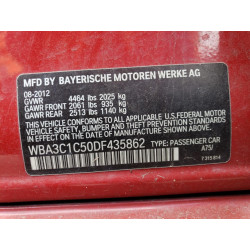 MFD BY BAYERISCHE MOTOREN WERKE AG
08-2012
GVWR 4464 lbs 2025 kg
GAWR FRONT 2061 lbs 935 kg
GAWR REAR 2513 lbs 1140 kg
THIS VEHICLE CONFORMS TO ALL APPLICABLE U.S. FEDERAL MOTOR
VEHICLE SAFETY, BUMPER, AND THEFT PREVENTION STANDARDS IN
EFFECT ON THE DATE OF MANUFACTURE SHOWN ABOVE.
WBA3C1C50DF435862 TYPE: PASSENGER CAR
A75/